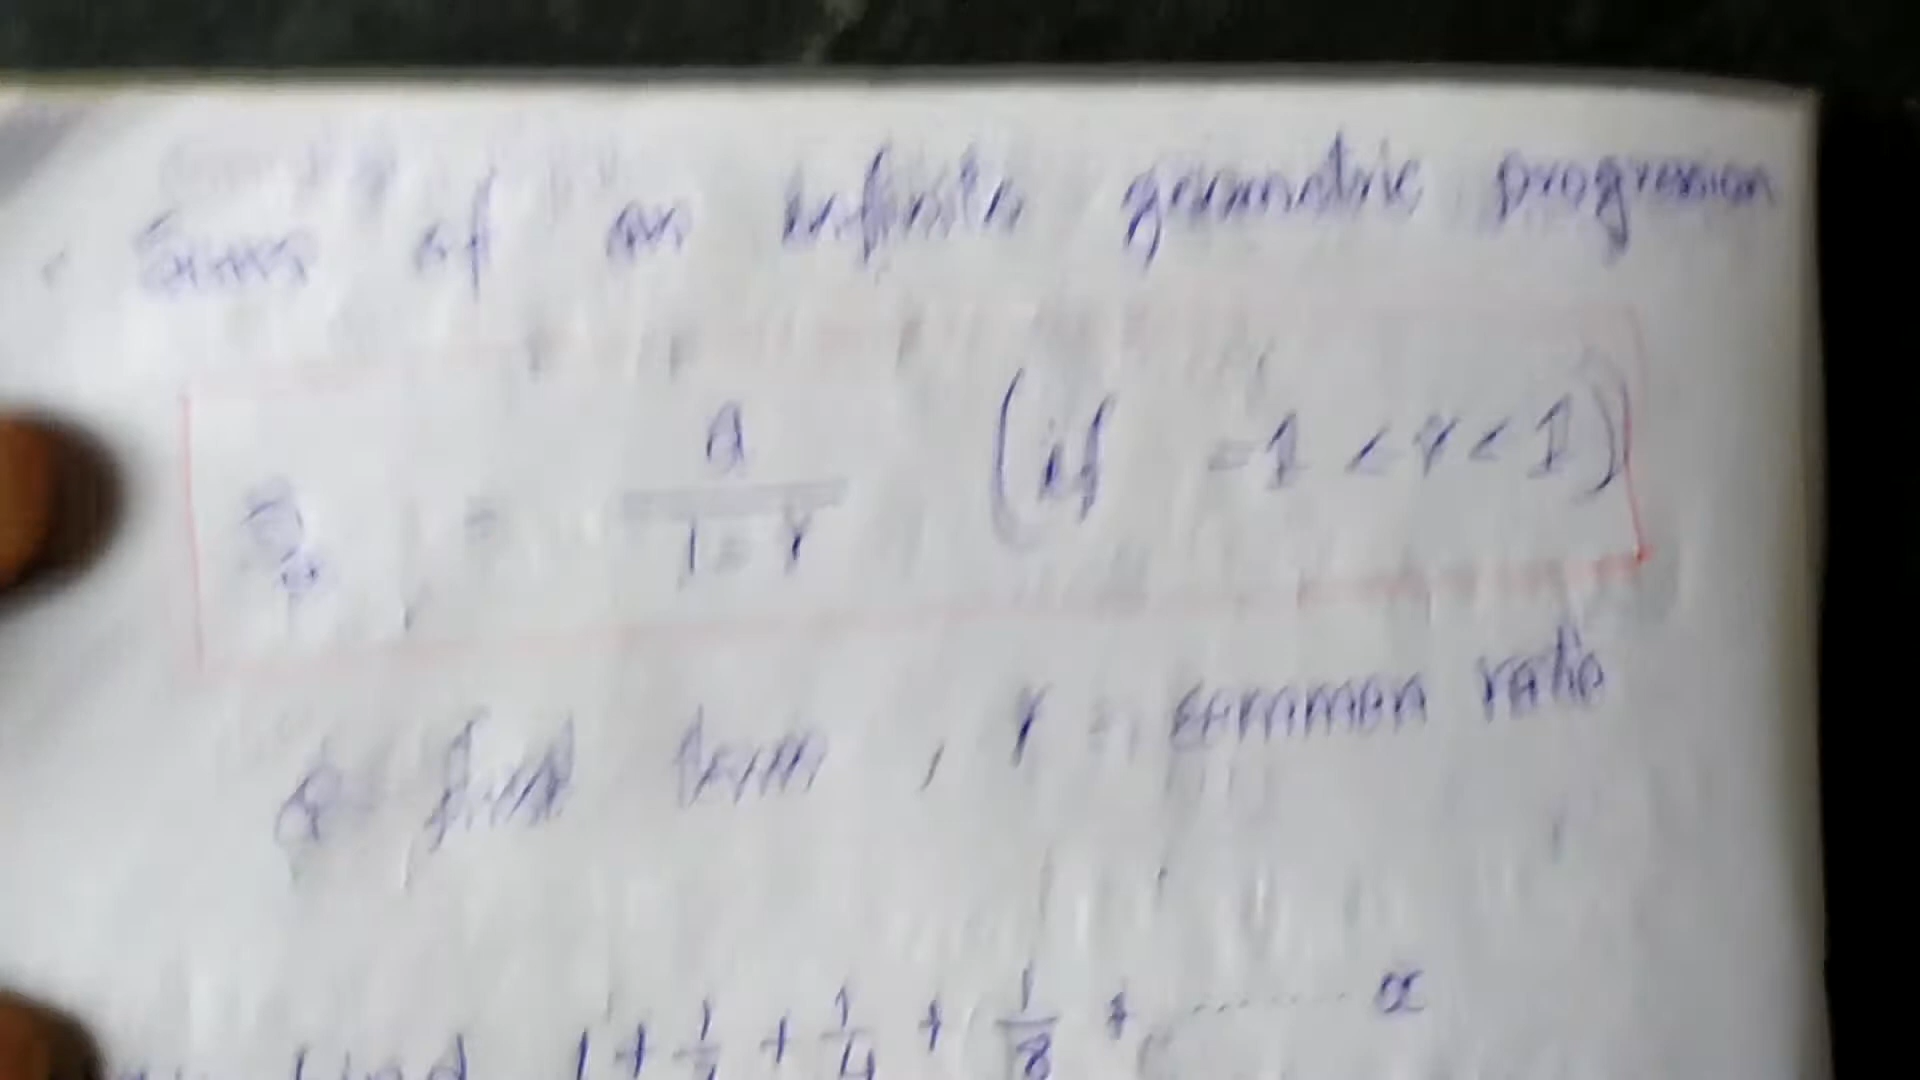 Sum of an infinite geometric progression
S∞ = a/(1-r) (if -1 < r < 1)
a = first term, r = common ratio
find 1 + 1/2 + 1/4 + 1/8 + ........ ∞